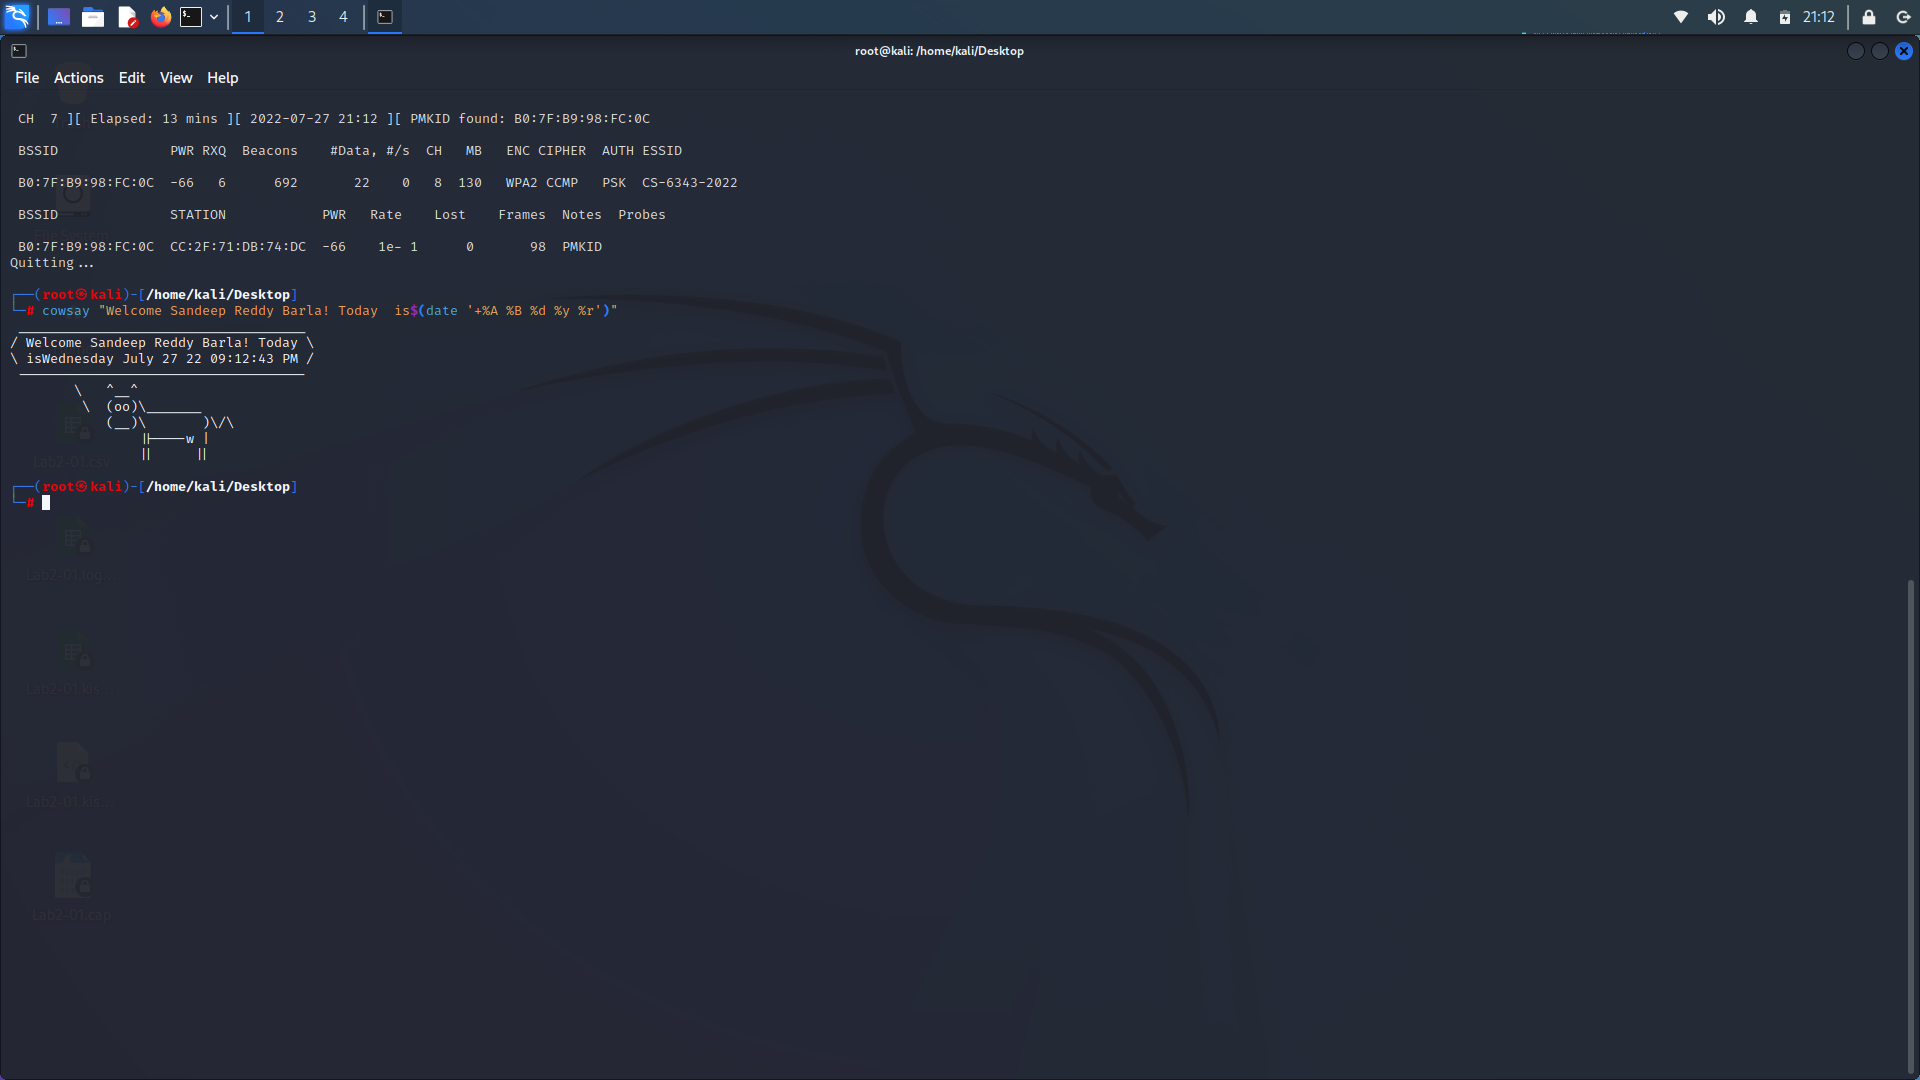 1 2 3 4
21:12
root@kali: /home/kali/Desktop
File Actions Edit View Help
CH  7 ][ Elapsed: 13 mins ][ 2022-07-27 21:12 ][ PMKID found: B0:7F:B9:98:FC:0C
BSSID              PWR RXQ  Beacons    #Data, #/s  CH   MB   ENC CIPHER  AUTH ESSID
B0:7F:B9:98:FC:0C  -66   6      692       22    0   8  130   WPA2 CCMP   PSK  CS-6343-2022
BSSID              STATION            PWR   Rate    Lost    Frames  Notes  Probes
B0:7F:B9:98:FC:0C  CC:2F:71:DB:74:DC  -66    1e- 1      0       98  PMKID
Quitting...
┌──(root㉿kali)-[/home/kali/Desktop]
└─# cowsay "Welcome Sandeep Reddy Barla! Today  is$(date '+%A %B %d %y %r')"
 ___________________________________
/ Welcome Sandeep Reddy Barla! Today \
\ isWednesday July 27 22 09:12:43 PM /
 -----------------------------------
        \   ^__^
         \  (oo)\_______
            (__)\       )\/\
                ||----w |
                ||     ||
┌──(root㉿kali)-[/home/kali/Desktop]
└─#
File System
Lab2-01.csv
Lab2-01.log...
Lab2-01.kis...
Lab2-01.kis...
Lab2-01.cap